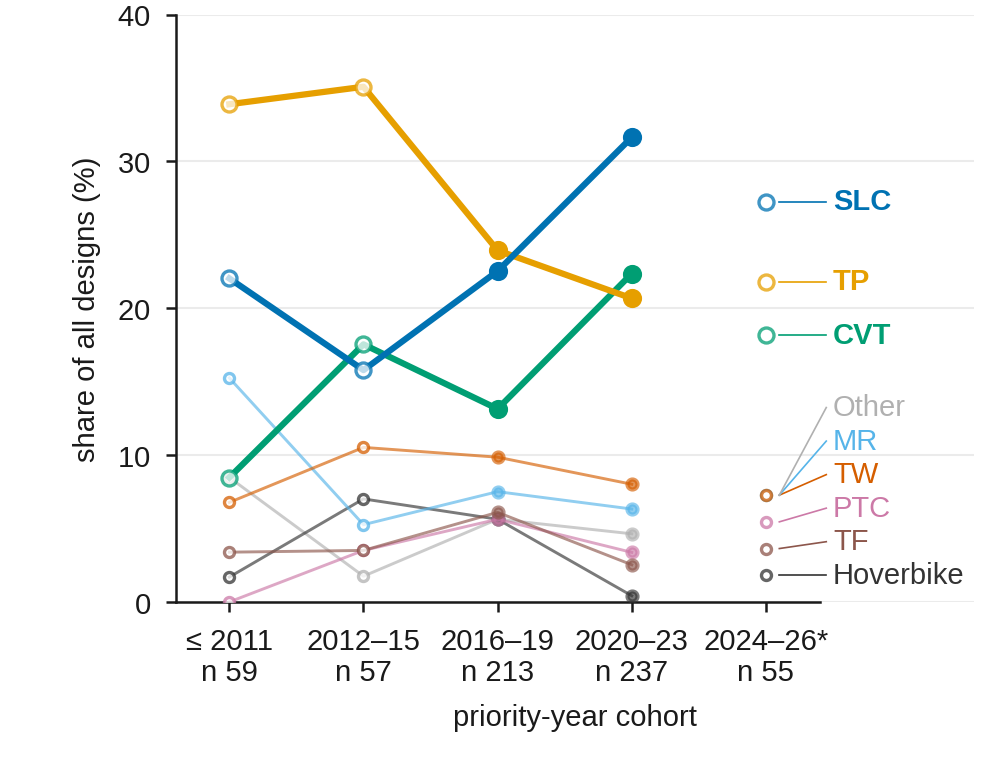 40
30
20
10
0
share of all designs (%)
SLC
TP
CVT
Other
MR
TW
PTC
TF
Hoverbike
≤ 2011 2012–15 2016–19 2020–23 2024–26*
n 59 n 57 n 213 n 237 n 55
priority-year cohort